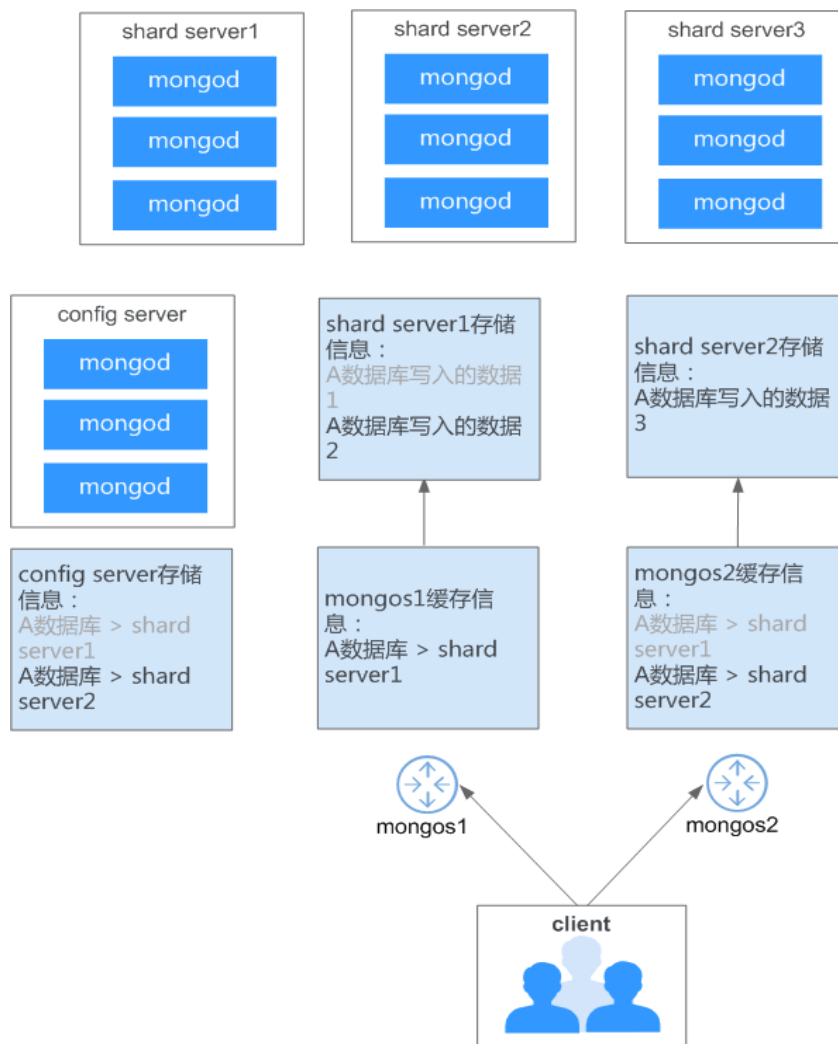 shard server1
shard server2
shard server3
mongod
mongod
mongod
mongod
mongod
mongod
mongod
mongod
mongod
config server
mongod
mongod
mongod
shard server1存储
信息：
A数据库写入的数据
1
A数据库写入的数据
2
shard server2存储
信息：
A数据库写入的数据
3
config server存储
信息：
A数据库 > shard
server1
A数据库 > shard
server2
mongos1缓存信
息：
A数据库 > shard
server1
mongos2缓存信
息：
A数据库 > shard
server1
A数据库 > shard
server2
mongos1
mongos2
client